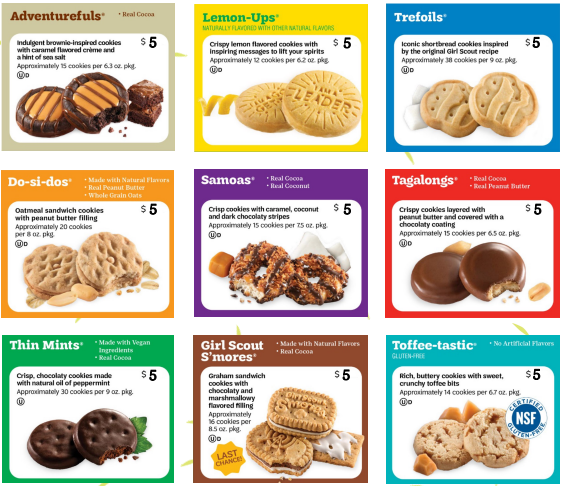 Adventurefuls®
• Real Cocoa
Indulgent brownie-inspired cookies
with caramel flavored crème and
a hint of sea salt
Approximately 15 cookies per 6.3 oz. pkg.
ⓊD
$5
Lemon-Ups®
NATURALLY FLAVORED WITH OTHER NATURAL FLAVORS
Crispy lemon flavored cookies with
inspiring messages to lift your spirits
Approximately 12 cookies per 6.2 oz. pkg.
ⓊD
$5
LEADER
Trefoils®
Iconic shortbread cookies inspired
by the original Girl Scout recipe
Approximately 38 cookies per 9 oz. pkg.
ⓊD
$5
Do-si-dos®
• Made with Natural Flavors
• Real Peanut Butter
• Whole Grain Oats
Oatmeal sandwich cookies
with peanut butter filling
Approximately 20 cookies
per 8 oz. pkg.
ⓊD
$5
Samoas®
• Real Cocoa
• Real Coconut
Crisp cookies with caramel, coconut
and dark chocolaty stripes
Approximately 15 cookies per 7.5 oz. pkg.
ⓊD
$5
Tagalongs®
• Real Cocoa
• Real Peanut Butter
Crispy cookies layered with
peanut butter and covered with a
chocolaty coating
Approximately 15 cookies per 6.5 oz. pkg.
ⓊD
$5
Thin Mints®
• Made with Vegan
Ingredients
• Real Cocoa
Crisp, chocolaty cookies made
with natural oil of peppermint
Approximately 30 cookies per 9 oz. pkg.
Ⓤ
$5
Girl Scout
S'mores®
• Made with Natural Flavors
• Real Cocoa
Graham sandwich
cookies with
chocolaty and
marshmallowy
flavored filling
Approximately
16 cookies per
8.5 oz. pkg.
ⓊD
$5
LAST
CHANCE!
Toffee-tastic®
GLUTEN-FREE
• No Artificial Flavors
Rich, buttery cookies with sweet,
crunchy toffee bits
Approximately 14 cookies per 6.7 oz. pkg.
ⓊD
$5
CERTIFIED
NSF
GLUTEN-FREE